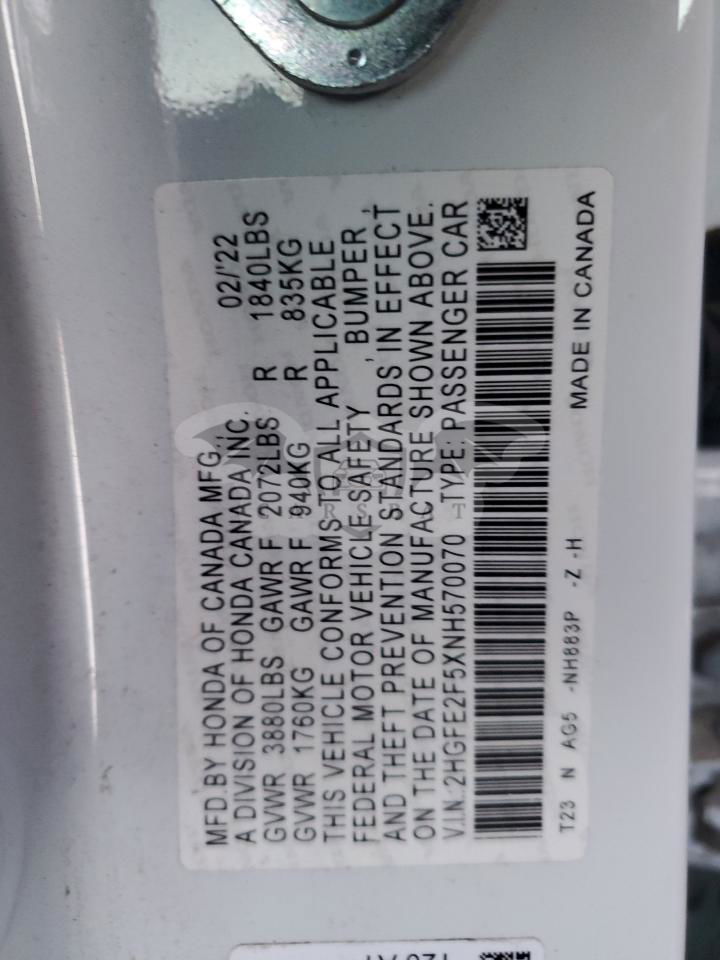 MFD.BY HONDA OF CANADA MFG., 02/'22
A DIVISION OF HONDA CANADA INC.
GVWR 3880LBS GAWR F 2072LBS R 1840LBS
GVWR 1760KG GAWR F 940KG R 835KG
THIS VEHICLE CONFORMS TO ALL APPLICABLE
FEDERAL MOTOR VEHICLE SAFETY , BUMPER ,
AND THEFT PREVENTION STANDARDS IN EFFECT
ON THE DATE OF MANUFACTURE SHOWN ABOVE.
V.I.N.:2HGFE2F5XNH570070 TYPE: PASSENGER CAR
T23 N AG5 -NH883P -Z -H MADE IN CANADA